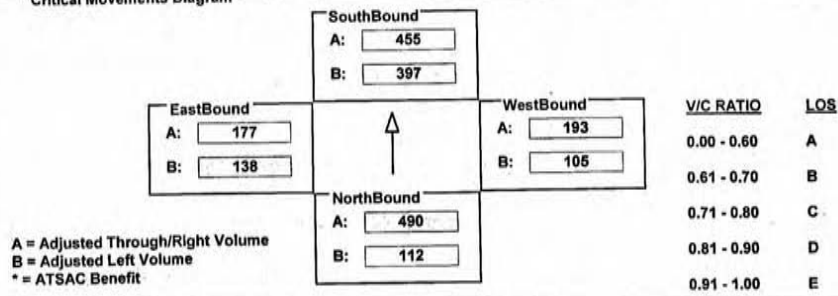 Critical Movements Diagram
SouthBound
A: 455
B: 397
EastBound
A: 177
B: 138
WestBound
A: 193
B: 105
NorthBound
A: 490
B: 112
A = Adjusted Through/Right Volume
B = Adjusted Left Volume
* = ATSAC Benefit
V/C RATIO LOS
0.00 - 0.60 A
0.61 - 0.70 B
0.71 - 0.80 C
0.81 - 0.90 D
0.91 - 1.00 E